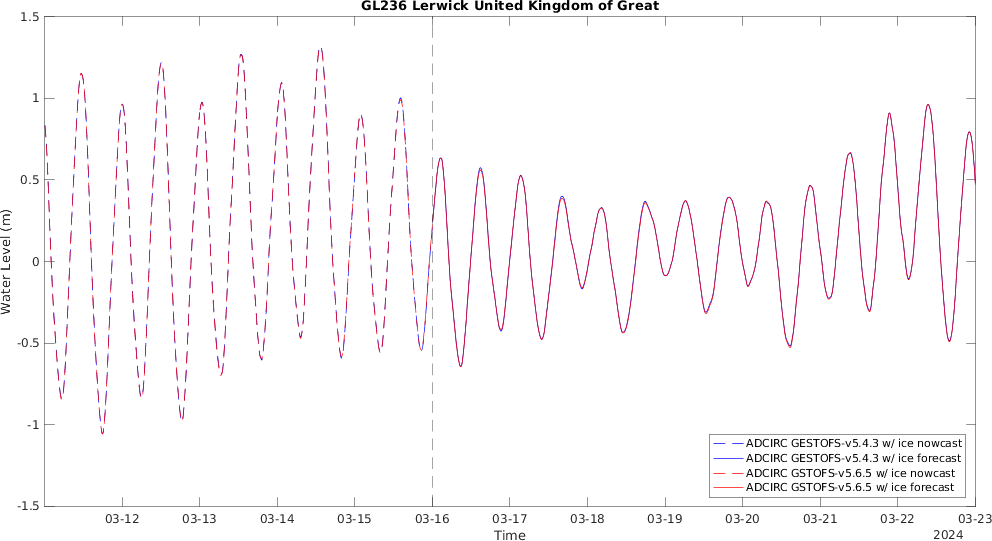 GL236 Lerwick United Kingdom of Great
1.5
1
0.5
0
-0.5
-1
-1.5
Water Level (m)
03-12 03-13 03-14 03-15 03-16 03-17 03-18 03-19 03-20 03-21 03-22 03-23
Time
2024
ADCIRC GESTOFS-v5.4.3 w/ ice nowcast
ADCIRC GESTOFS-v5.4.3 w/ ice forecast
ADCIRC GSTOFS-v5.6.5 w/ ice nowcast
ADCIRC GSTOFS-v5.6.5 w/ ice forecast